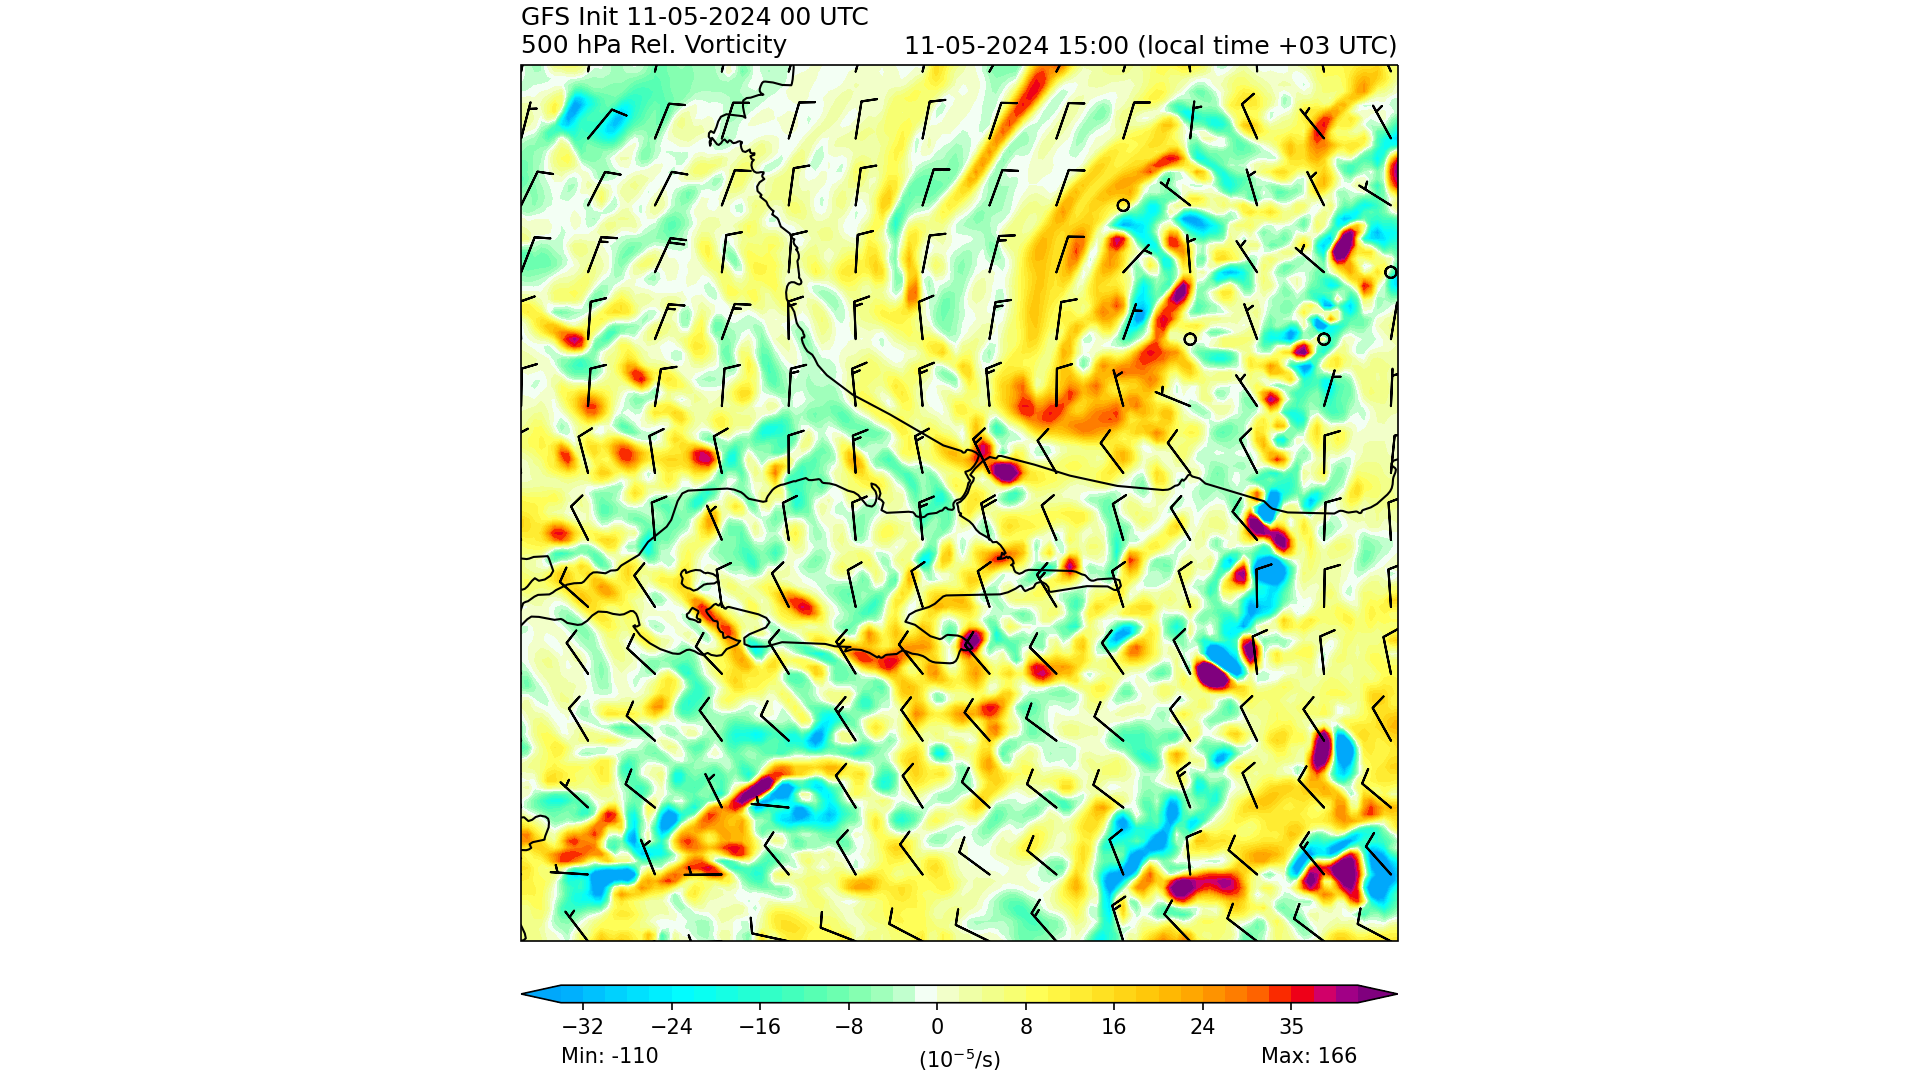 GFS Init 11-05-2024 00 UTC
500 hPa Rel. Vorticity
11-05-2024 15:00 (local time +03 UTC)
−32 −24 −16 −8 0 8 16 24 35
Min: -110 (10⁻⁵/s) Max: 166